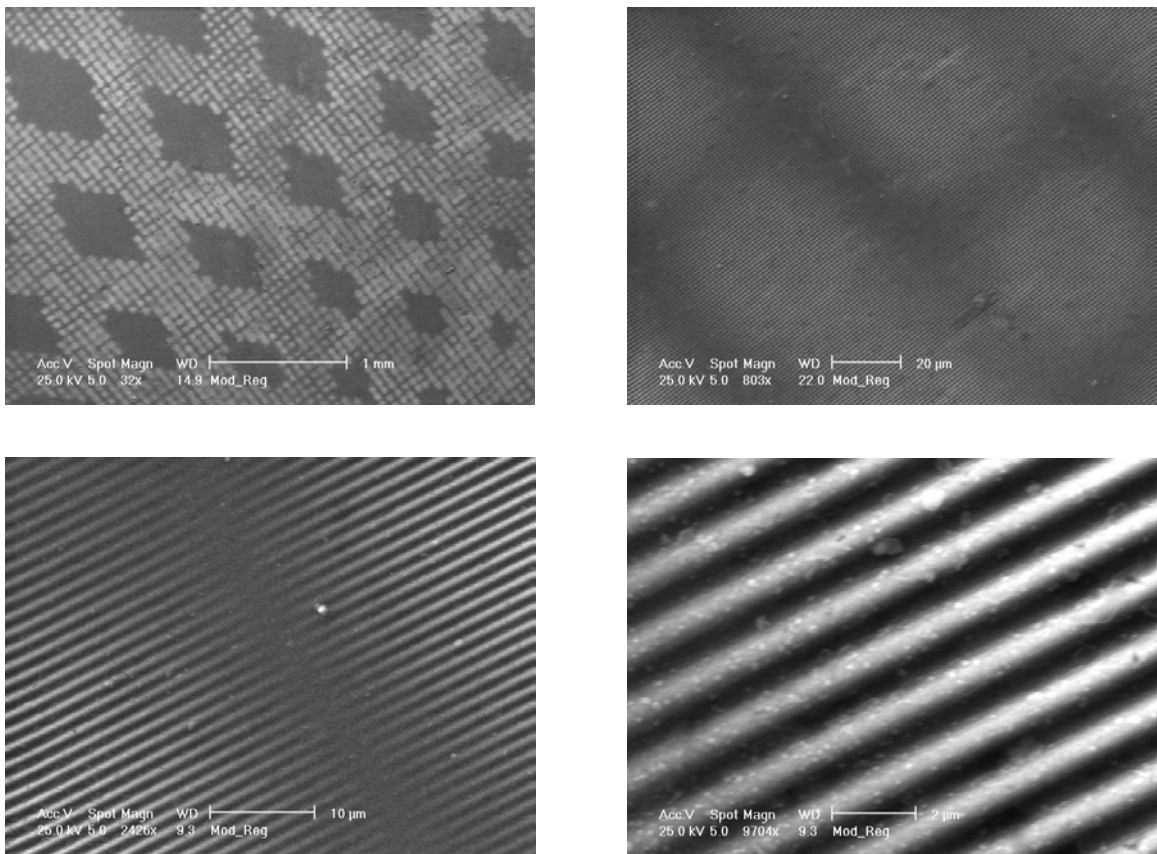 Acc.V Spot Magn WD 1 mm
25.0 kV 5.0 32x 14.9 Mod_Reg
Acc.V Spot Magn WD 20 µm
25.0 kV 5.0 803x 22.0 Mod_Reg
Acc.V Spot Magn WD 10 µm
25.0 kV 5.0 2426x 9.3 Mod_Reg
Acc.V Spot Magn WD 2 µm
25.0 kV 5.0 9704x 9.3 Mod_Reg